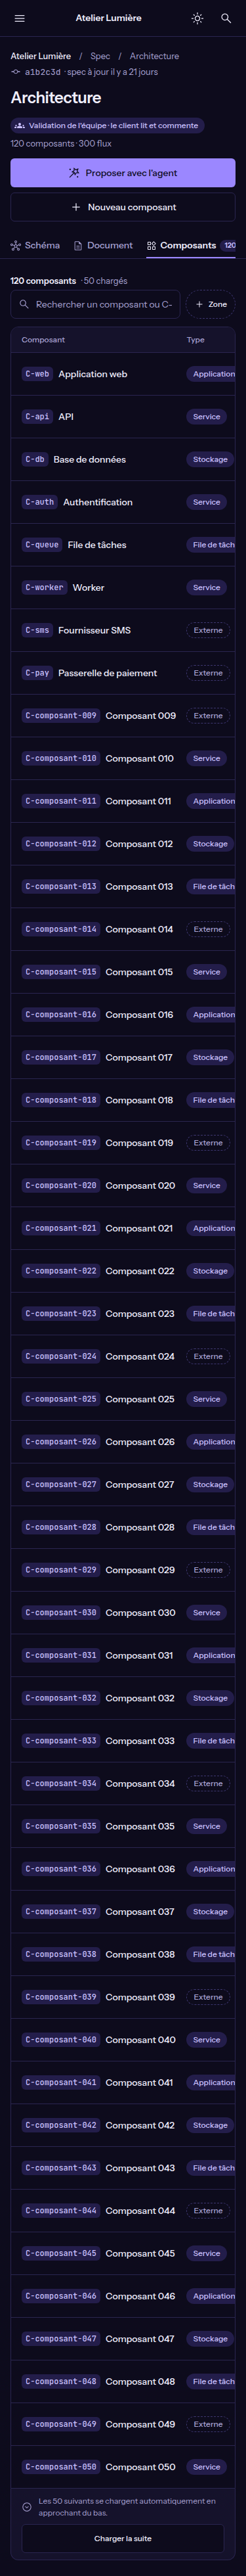 Atelier Lumière
Atelier Lumière / Spec / Architecture
a1b2c3d · spec à jour il y a 21 jours
Architecture
Validation de l'équipe · le client lit et commente
120 composants · 300 flux
Proposer avec l'agent
Nouveau composant
Schéma Document Composants 120
120 composants · 50 chargés
Rechercher un composant ou C- Zone
Composant Type
C-web Application web Application
C-api API Service
C-db Base de données Stockage
C-auth Authentification Service
C-queue File de tâches File de tâch
C-worker Worker Service
C-sms Fournisseur SMS Externe
C-pay Passerelle de paiement Externe
C-composant-009 Composant 009 Externe
C-composant-010 Composant 010 Service
C-composant-011 Composant 011 Application
C-composant-012 Composant 012 Stockage
C-composant-013 Composant 013 File de tâch
C-composant-014 Composant 014 Externe
C-composant-015 Composant 015 Service
C-composant-016 Composant 016 Application
C-composant-017 Composant 017 Stockage
C-composant-018 Composant 018 File de tâch
C-composant-019 Composant 019 Externe
C-composant-020 Composant 020 Service
C-composant-021 Composant 021 Application
C-composant-022 Composant 022 Stockage
C-composant-023 Composant 023 File de tâch
C-composant-024 Composant 024 Externe
C-composant-025 Composant 025 Service
C-composant-026 Composant 026 Application
C-composant-027 Composant 027 Stockage
C-composant-028 Composant 028 File de tâch
C-composant-029 Composant 029 Externe
C-composant-030 Composant 030 Service
C-composant-031 Composant 031 Application
C-composant-032 Composant 032 Stockage
C-composant-033 Composant 033 File de tâch
C-composant-034 Composant 034 Externe
C-composant-035 Composant 035 Service
C-composant-036 Composant 036 Application
C-composant-037 Composant 037 Stockage
C-composant-038 Composant 038 File de tâch
C-composant-039 Composant 039 Externe
C-composant-040 Composant 040 Service
C-composant-041 Composant 041 Application
C-composant-042 Composant 042 Stockage
C-composant-043 Composant 043 File de tâch
C-composant-044 Composant 044 Externe
C-composant-045 Composant 045 Service
C-composant-046 Composant 046 Application
C-composant-047 Composant 047 Stockage
C-composant-048 Composant 048 File de tâch
C-composant-049 Composant 049 Externe
C-composant-050 Composant 050 Service
Les 50 suivants se chargent automatiquement en
approchant du bas.
Charger la suite